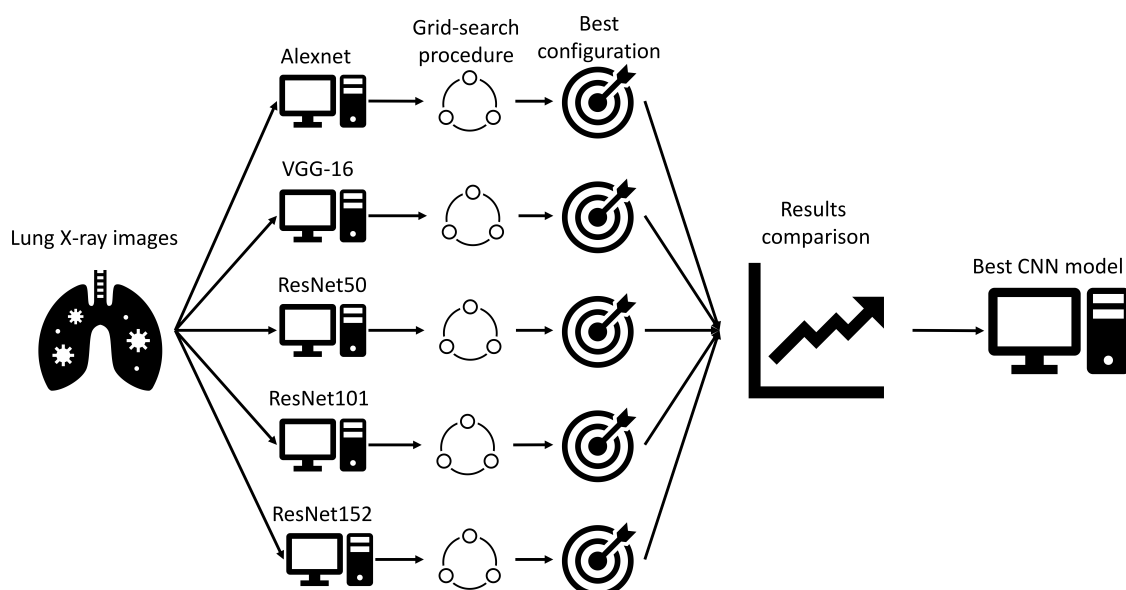 Alexnet
Grid-search
procedure
Best
configuration
VGG-16
Lung X-ray images
ResNet50
ResNet101
ResNet152
Results
comparison
Best CNN model